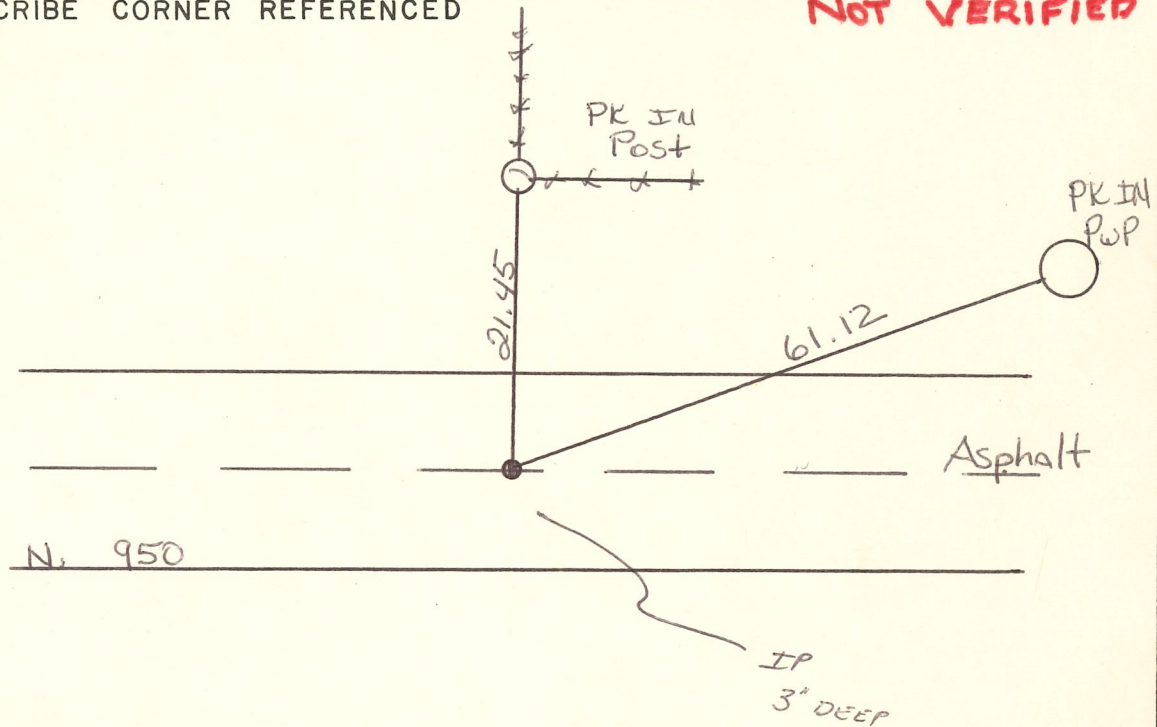 CRIBE CORNER REFERENCED
NOT VERIFIED
PK IN
Post
PK IN
PWP
21.45
61.12
Asphalt
N. 950
IP
3" DEEP